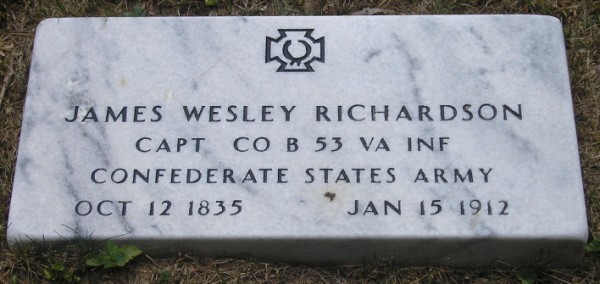 JAMES WESLEY RICHARDSON
CAPT CO B 53 VA INF
CONFEDERATE STATES ARMY
OCT 12 1835 JAN 15 1912